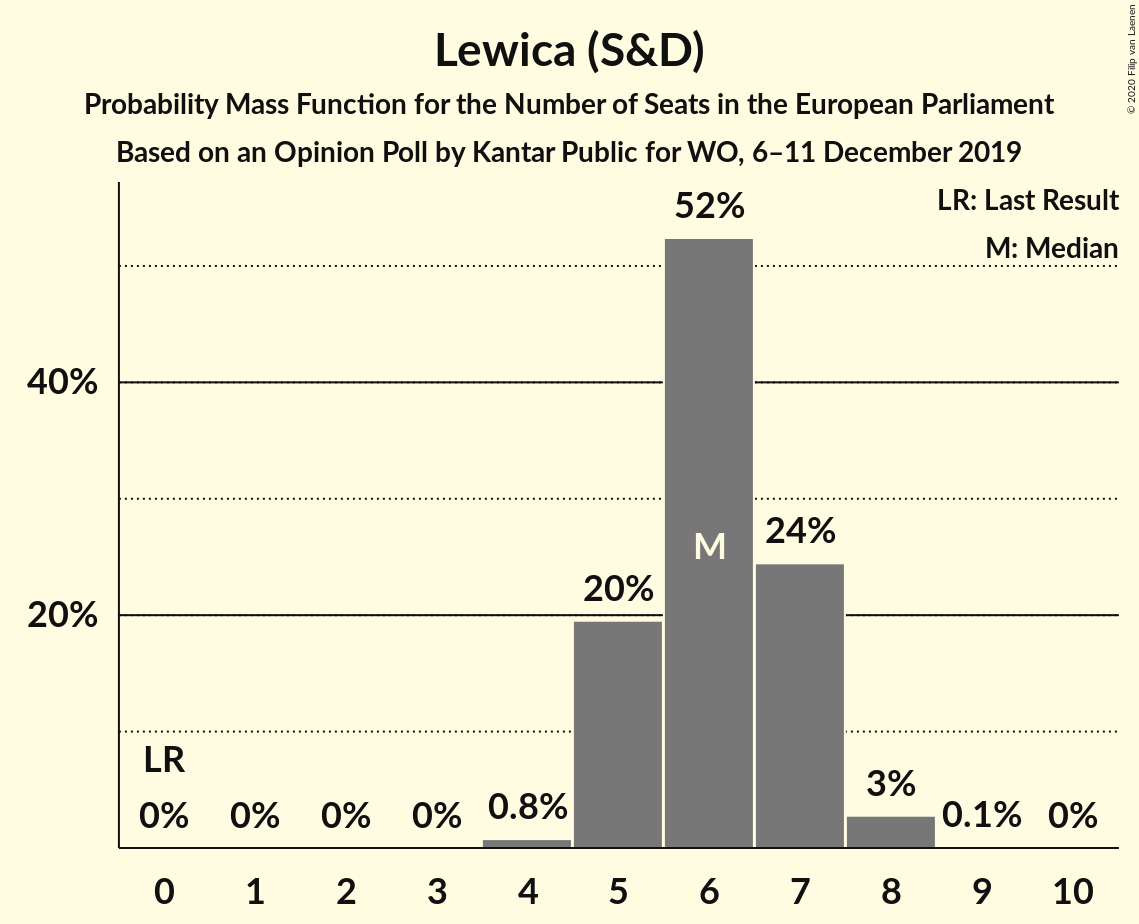 Lewica (S&D)
Probability Mass Function for the Number of Seats in the European Parliament
Based on an Opinion Poll by Kantar Public for WO, 6–11 December 2019
© 2020 Filip van Laenen
LR: Last Result
M: Median
52%
40%
M
24%
20%
20%
LR
0%
0%
0%
0%
0.8%
3%
0.1%
0%
0 1 2 3 4 5 6 7 8 9 10